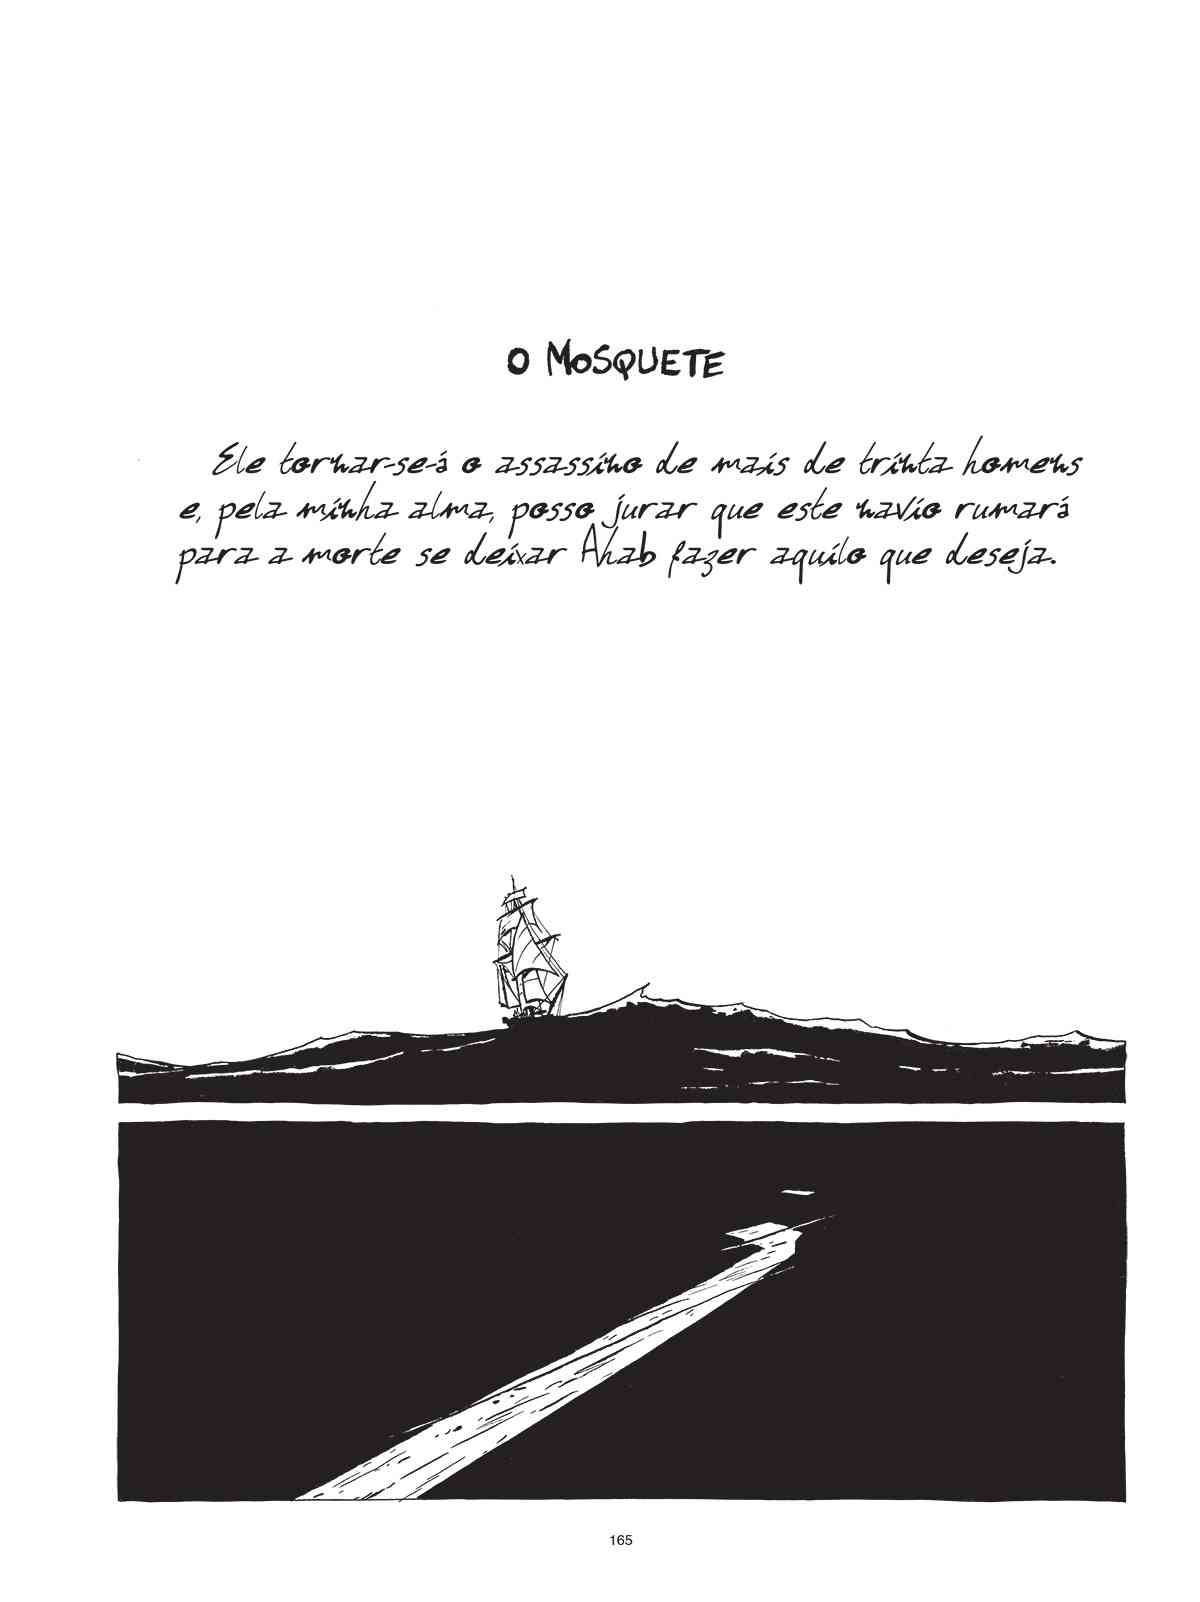 O MOSQUETE
Ele tornar-se-á o assassino de mais de trinta homens
e, pela minha alma, posso jurar que este navio rumará
para a morte se deixar Ahab fazer aquilo que deseja.
165